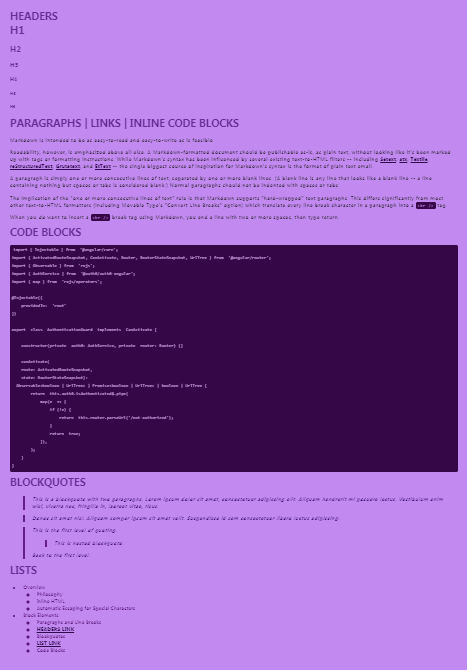 HEADERS
H1
H2
H3
H4
H5
H6
PARAGRAPHS | LINKS | INLINE CODE BLOCKS
Markdown is intended to be as easy-to-read and easy-to-write as is feasible.
Readability, however, is emphasized above all else. A Markdown-formatted document should be publishable as-is, as plain text, without looking like it's been marked
up with tags or formatting instructions. While Markdown's syntax has been influenced by several existing text-to-HTML filters -- including Setext, atx, Textile,
reStructuredText, Grutatext, and EtText -- the single biggest source of inspiration for Markdown's syntax is the format of plain text email.
A paragraph is simply one or more consecutive lines of text, separated by one or more blank lines. (A blank line is any line that looks like a blank line -- a line
containing nothing but spaces or tabs is considered blank.) Normal paragraphs should not be indented with spaces or tabs.
The implication of the "one or more consecutive lines of text" rule is that Markdown supports "hard-wrapped" text paragraphs. This differs significantly from most
other text-to-HTML formatters (including Movable Type's "Convert Line Breaks" option) which translate every line break character in a paragraph into a <br /> tag.
When you do want to insert a <br /> break tag using Markdown, you end a line with two or more spaces, then type return.
CODE BLOCKS
import { Injectable } from '@angular/core';
import { ActivatedRouteSnapshot, CanActivate, Router, RouterStateSnapshot, UrlTree } from '@angular/router';
import { Observable } from 'rxjs';
import { AuthService } from '@auth0/auth0-angular';
import { map } from 'rxjs/operators';
@Injectable({
providedIn: 'root'
})
export class AuthenticationGuard implements CanActivate {
constructor(private auth0: AuthService, private router: Router) {}
canActivate(
route: ActivatedRouteSnapshot,
state: RouterStateSnapshot):
Observable<boolean | UrlTree> | Promise<boolean | UrlTree> | boolean | UrlTree {
return this.auth0.isAuthenticated$.pipe(
map(x => {
if (!x) {
return this.router.parseUrl('/not-authorized');
}
return true;
});
);
}
}
BLOCKQUOTES
This is a blockquote with two paragraphs. Lorem ipsum dolor sit amet, consectetuer adipiscing elit. Aliquam hendrerit mi posuere lectus. Vestibulum enim
wisi, viverra nec, fringilla in, laoreet vitae, risus.
Donec sit amet nisl. Aliquam semper ipsum sit amet velit. Suspendisse id sem consectetuer libero luctus adipiscing.
This is the first level of quoting.
This is nested blockquote.
Back to the first level.
LISTS
Overview
Philosophy
Inline HTML
Automatic Escaping for Special Characters
Block Elements
Paragraphs and Line Breaks
HEADERS LINK
Blockquotes
LIST LINK
Code Blocks